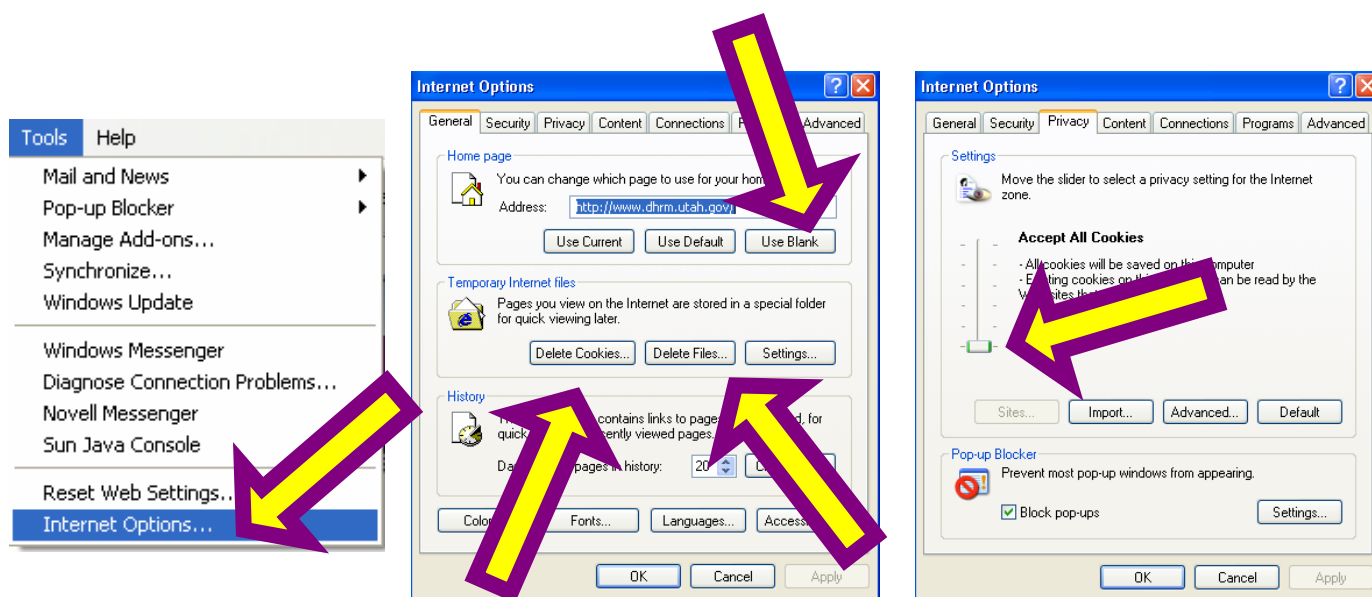 Tools Help
Mail and News
Pop-up Blocker
Manage Add-ons...
Synchronize...
Windows Update
Windows Messenger
Diagnose Connection Problems...
Novell Messenger
Sun Java Console
Reset Web Settings..
Internet Options...
Internet Options
General Security Privacy Content Connections Advanced
Home page
You can change which page to use for your
Address: http://www.dhrm.utah.gov/
Use Current Use Default Use Blank
Temporary Internet files
Pages you view on the Internet are stored in a special folder
for quick viewing later.
Delete Cookies... Delete Files... Settings...
History
contains links to pages for
quick recently viewed pages.
pages in history: 20
Fonts... Languages...
OK Cancel Apply
Internet Options
General Security Privacy Content Connections Programs Advanced
Settings
Move the slider to select a privacy setting for the Internet
zone.
Accept All Cookies
- All cookies will be saved on this computer
- Existing cookies on can be read by the
Web sites
Sites... Import... Advanced... Default
Pop-up Blocker
Prevent most pop-up windows from appearing.
Block pop-ups Settings...
OK Cancel Apply